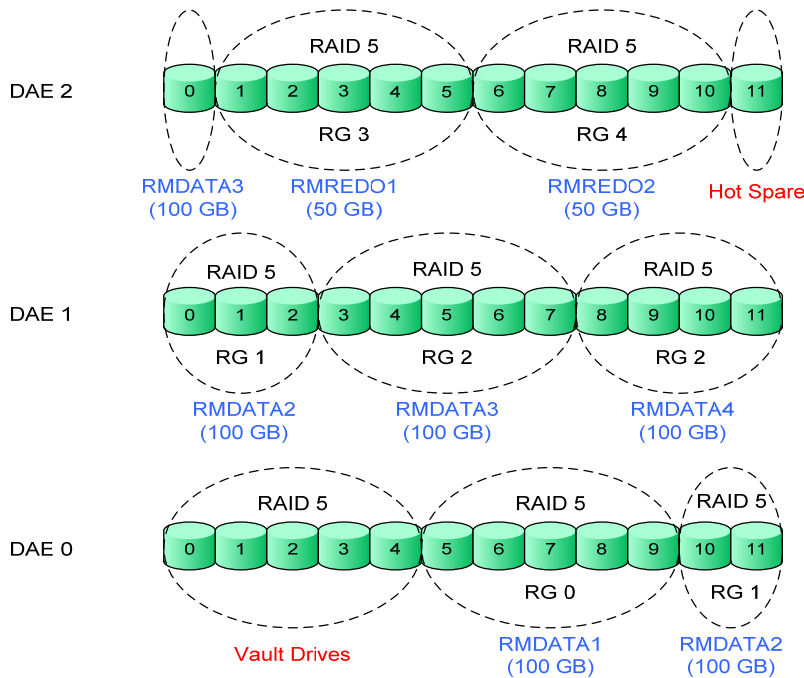 RAID 5 RAID 5
DAE 2 0 1 2 3 4 5 6 7 8 9 10 11
RG 3 RG 4
RMDATA3 (100 GB) RMREDO1 (50 GB) RMREDO2 (50 GB) Hot Spare
RAID 5 RAID 5 RAID 5
DAE 1 0 1 2 3 4 5 6 7 8 9 10 11
RG 1 RG 2 RG 2
RMDATA2 (100 GB) RMDATA3 (100 GB) RMDATA4 (100 GB)
RAID 5 RAID 5 RAID 5
DAE 0 0 1 2 3 4 5 6 7 8 9 10 11
RG 0 RG 1
Vault Drives RMDATA1 (100 GB) RMDATA2 (100 GB)